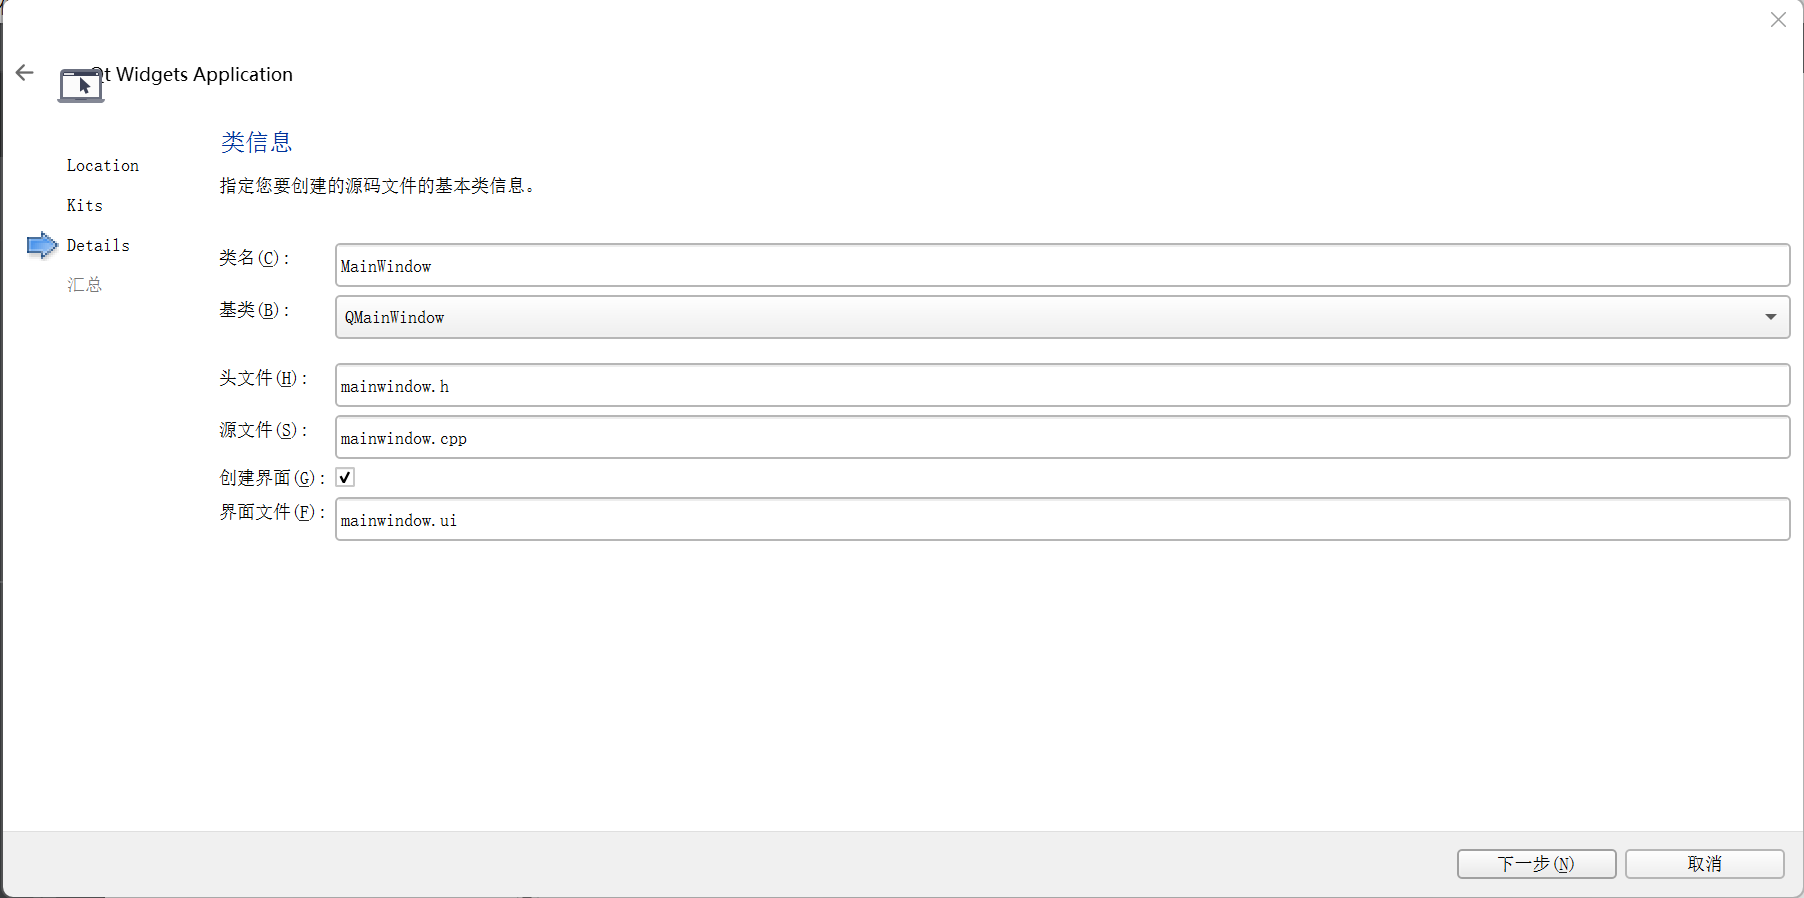 Qt Widgets Application
Location
Kits
Details
汇总
类信息
指定您要创建的源码文件的基本类信息。
类名(C): MainWindow
基类(B): QMainWindow
头文件(H): mainwindow.h
源文件(S): mainwindow.cpp
创建界面(G):
界面文件(F): mainwindow.ui
下一步(N) 取消